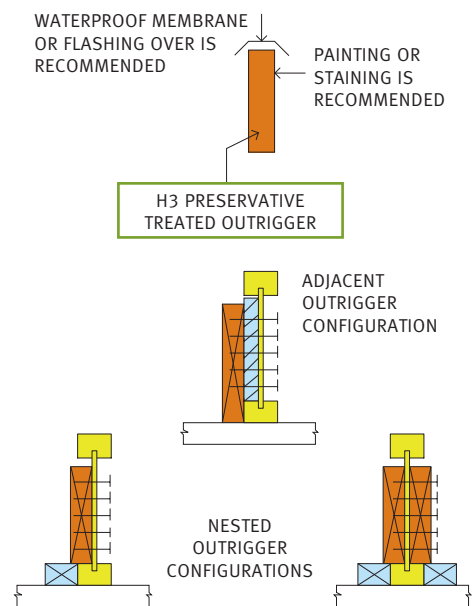 WATERPROOF MEMBRANE
OR FLASHING OVER IS
RECOMMENDED
PAINTING OR
STAINING IS
RECOMMENDED
H3 PRESERVATIVE
TREATED OUTRIGGER
ADJACENT
OUTRIGGER
CONFIGURATION
NESTED
OUTRIGGER
CONFIGURATIONS